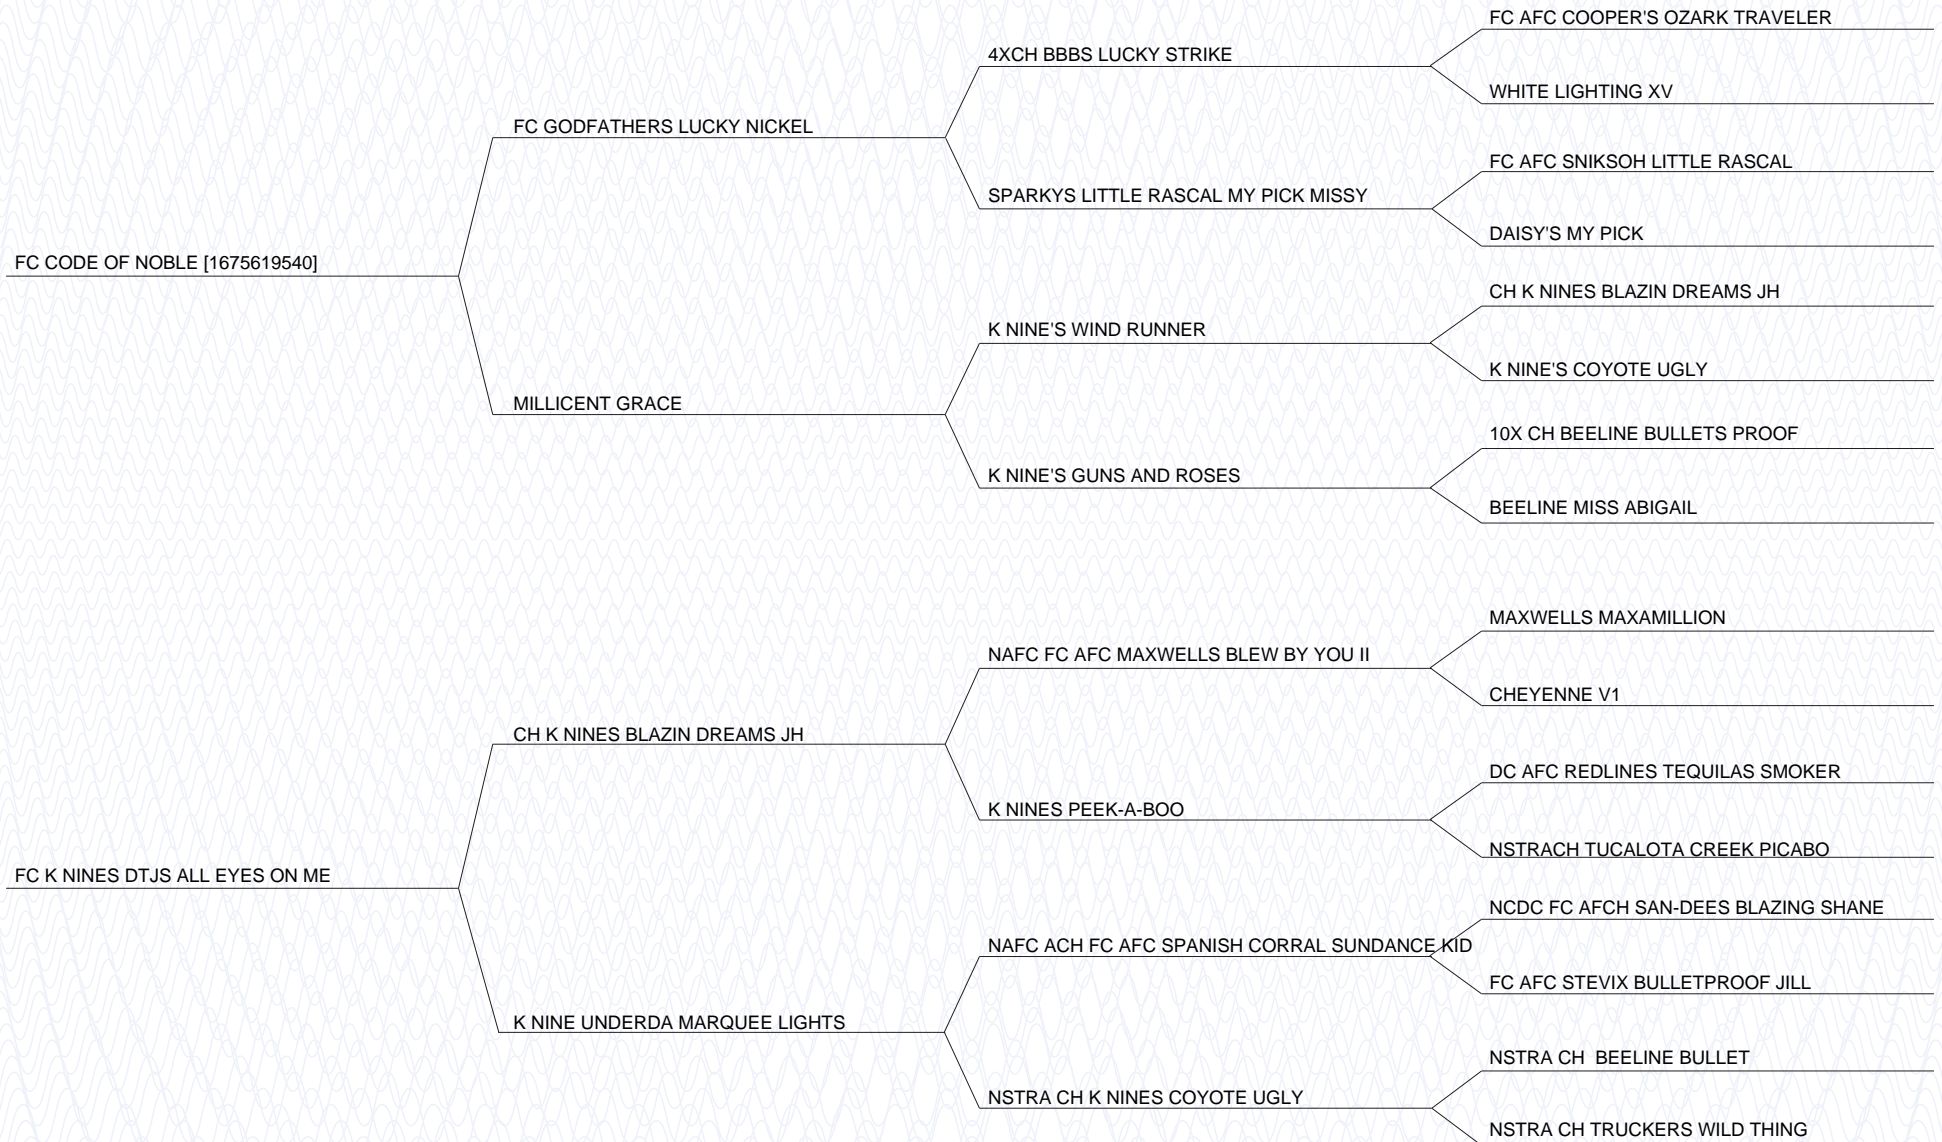 FC AFC COOPER'S OZARK TRAVELER
4XCH BBBS LUCKY STRIKE
WHITE LIGHTING XV
FC GODFATHERS LUCKY NICKEL
FC AFC SNIKSOH LITTLE RASCAL
SPARKYS LITTLE RASCAL MY PICK MISSY
DAISY'S MY PICK
FC CODE OF NOBLE [1675619540]
CH K NINES BLAZIN DREAMS JH
K NINE'S WIND RUNNER
K NINE'S COYOTE UGLY
MILLICENT GRACE
10X CH BEELINE BULLETS PROOF
K NINE'S GUNS AND ROSES
BEELINE MISS ABIGAIL
MAXWELLS MAXAMILLION
NAFC FC AFC MAXWELLS BLEW BY YOU II
CHEYENNE V1
CH K NINES BLAZIN DREAMS JH
DC AFC REDLINES TEQUILAS SMOKER
K NINES PEEK-A-BOO
NSTRACH TUCALOTA CREEK PICABO
FC K NINES DTJS ALL EYES ON ME
NCDC FC AFCH SAN-DEES BLAZING SHANE
NAFC ACH FC AFC SPANISH CORRAL SUNDANCE KID
FC AFC STEVIX BULLETPROOF JILL
K NINE UNDERDA MARQUEE LIGHTS
NSTRA CH  BEELINE BULLET
NSTRA CH K NINES COYOTE UGLY
NSTRA CH TRUCKERS WILD THING